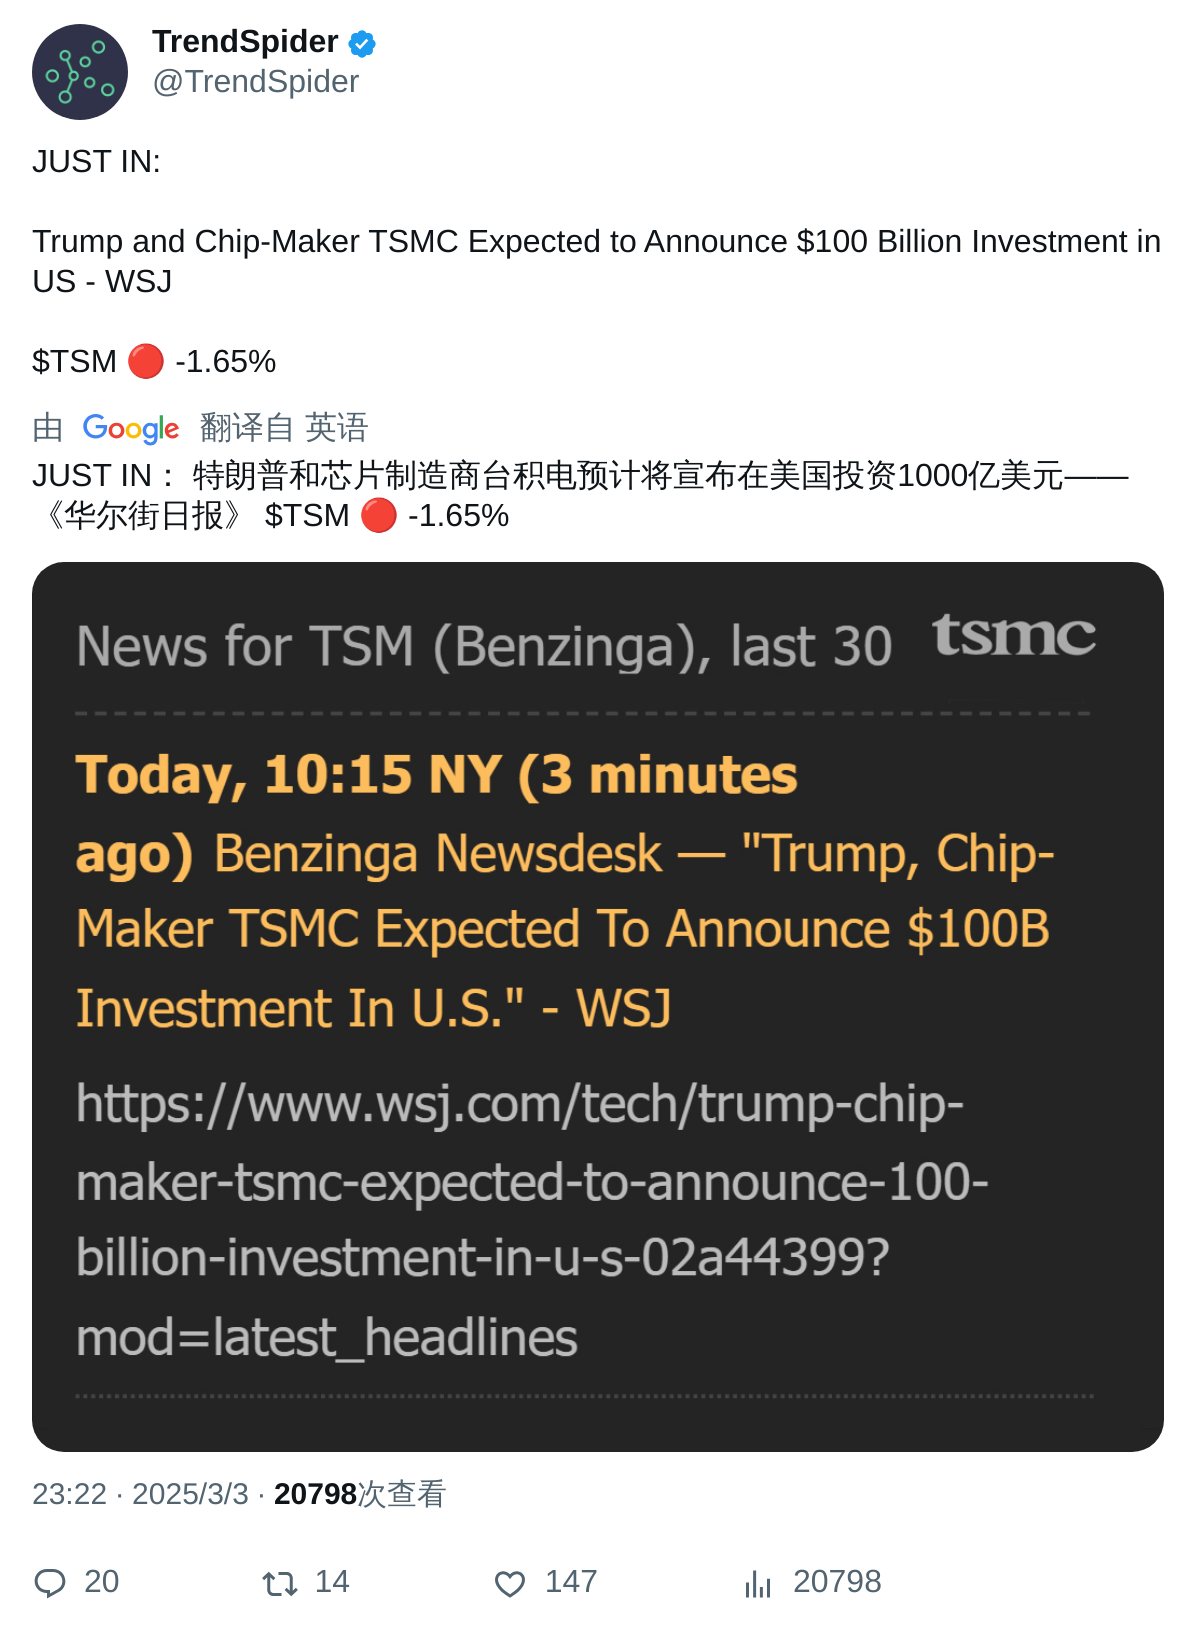 TrendSpider
@TrendSpider
JUST IN:
Trump and Chip-Maker TSMC Expected to Announce $100 Billion Investment in
US - WSJ
$TSM 🔴 -1.65%
由 Google 翻译自 英语
JUST IN： 特朗普和芯片制造商台积电预计将宣布在美国投资1000亿美元——
《华尔街日报》 $TSM 🔴 -1.65%
News for TSM (Benzinga), last 30 tsmc
Today, 10:15 NY (3 minutes
ago) Benzinga Newsdesk — "Trump, Chip-
Maker TSMC Expected To Announce $100B
Investment In U.S." - WSJ
https://www.wsj.com/tech/trump-chip-
maker-tsmc-expected-to-announce-100-
billion-investment-in-u-s-02a44399?
mod=latest_headlines
23:22 · 2025/3/3 · 20798次查看
20 14 147 20798